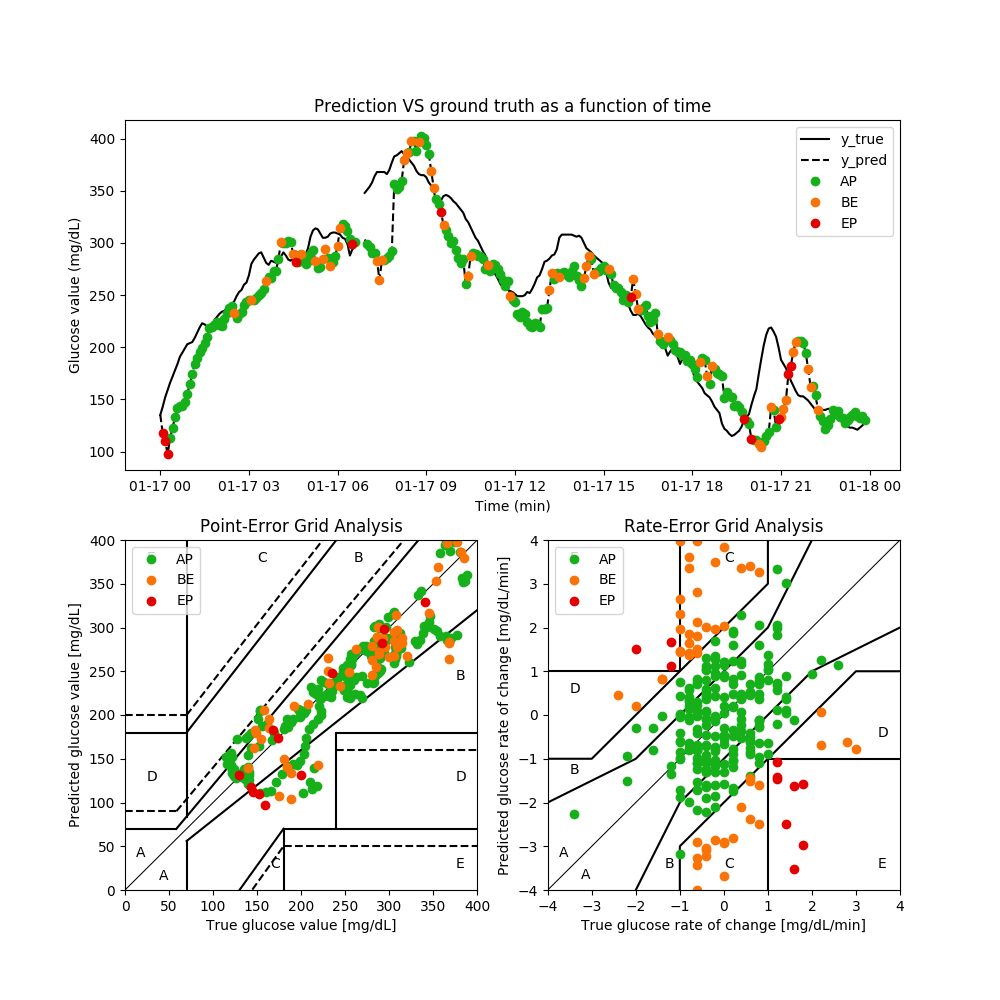 Prediction VS ground truth as a function of time
Glucose value (mg/dL)
400
350
300
250
200
150
100
y_true
y_pred
AP
BE
EP
01-17 00 01-17 03 01-17 06 01-17 09 01-17 12 01-17 15 01-17 18 01-17 21 01-18 00
Time (min)
Point-Error Grid Analysis
Predicted glucose value [mg/dL]
400
350
300
250
200
150
100
50
0
AP
BE
EP
C
B
B
D
D
A
A
C
E
0 50 100 150 200 250 300 350 400
True glucose value [mg/dL]
Rate-Error Grid Analysis
Predicted glucose rate of change [mg/dL/min]
4
3
2
1
0
−1
−2
−3
−4
AP
BE
EP
C
D
D
B
A
A
B
C
E
−4 −3 −2 −1 0 1 2 3 4
True glucose rate of change [mg/dL/min]